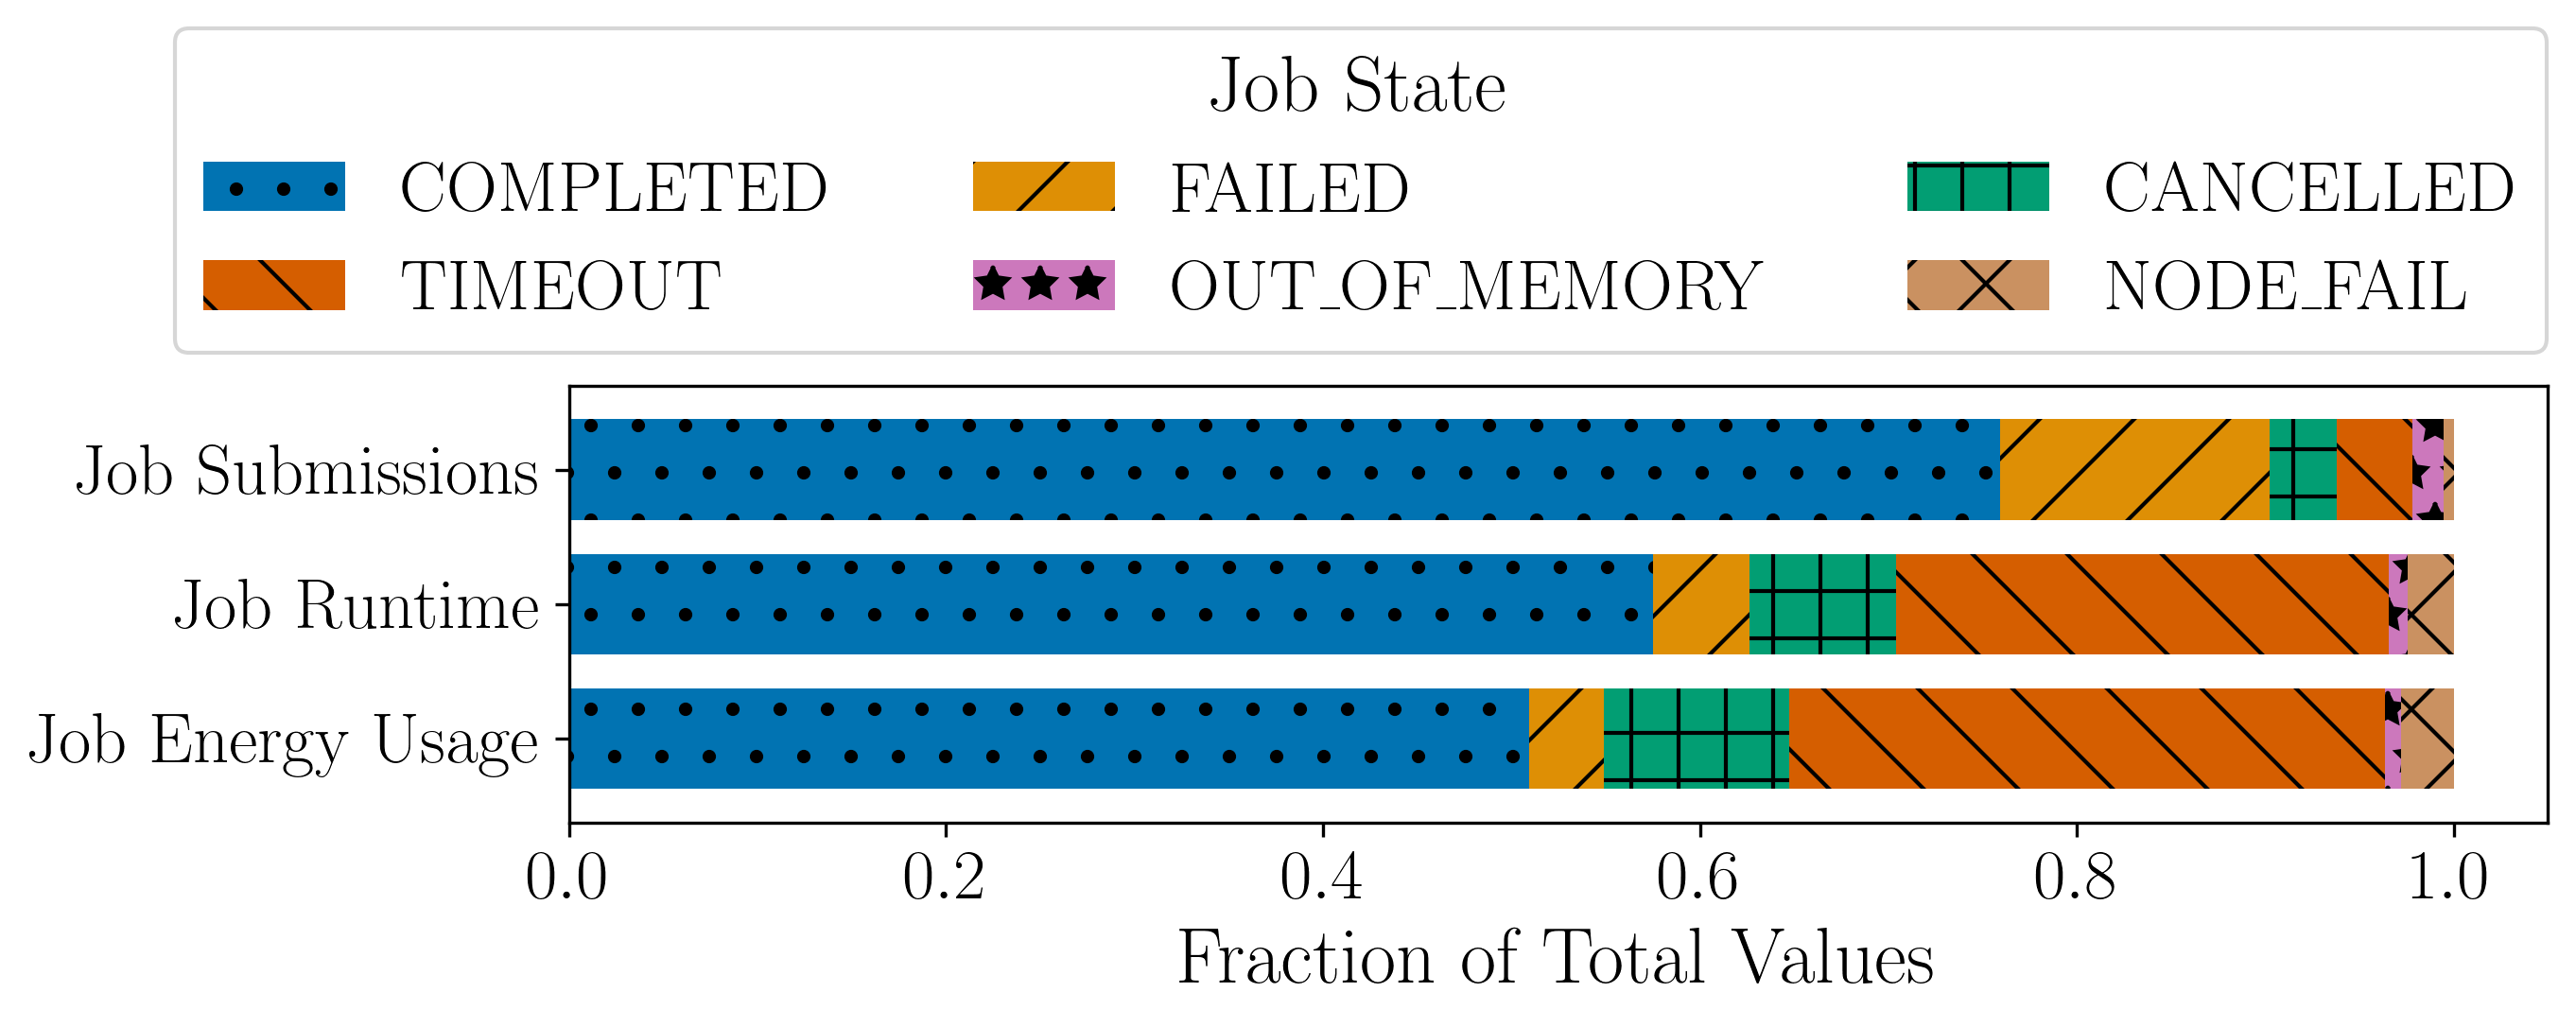 Job State
COMPLETED FAILED CANCELLED
TIMEOUT OUT_OF_MEMORY NODE_FAIL
Job Submissions
Job Runtime
Job Energy Usage
0.0 0.2 0.4 0.6 0.8 1.0
Fraction of Total Values